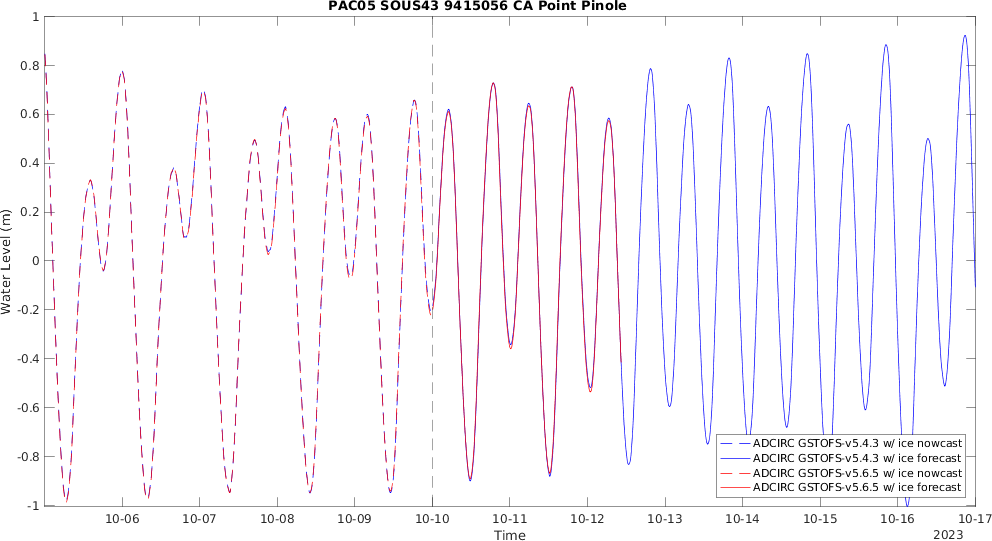 PAC05 SOUS43 9415056 CA Point Pinole
Water Level (m)
1
0.8
0.6
0.4
0.2
0
-0.2
-0.4
-0.6
-0.8
-1
ADCIRC GSTOFS-v5.4.3 w/ ice nowcast
ADCIRC GSTOFS-v5.4.3 w/ ice forecast
ADCIRC GSTOFS-v5.6.5 w/ ice nowcast
ADCIRC GSTOFS-v5.6.5 w/ ice forecast
10-06 10-07 10-08 10-09 10-10 10-11 10-12 10-13 10-14 10-15 10-16 10-17
Time
2023